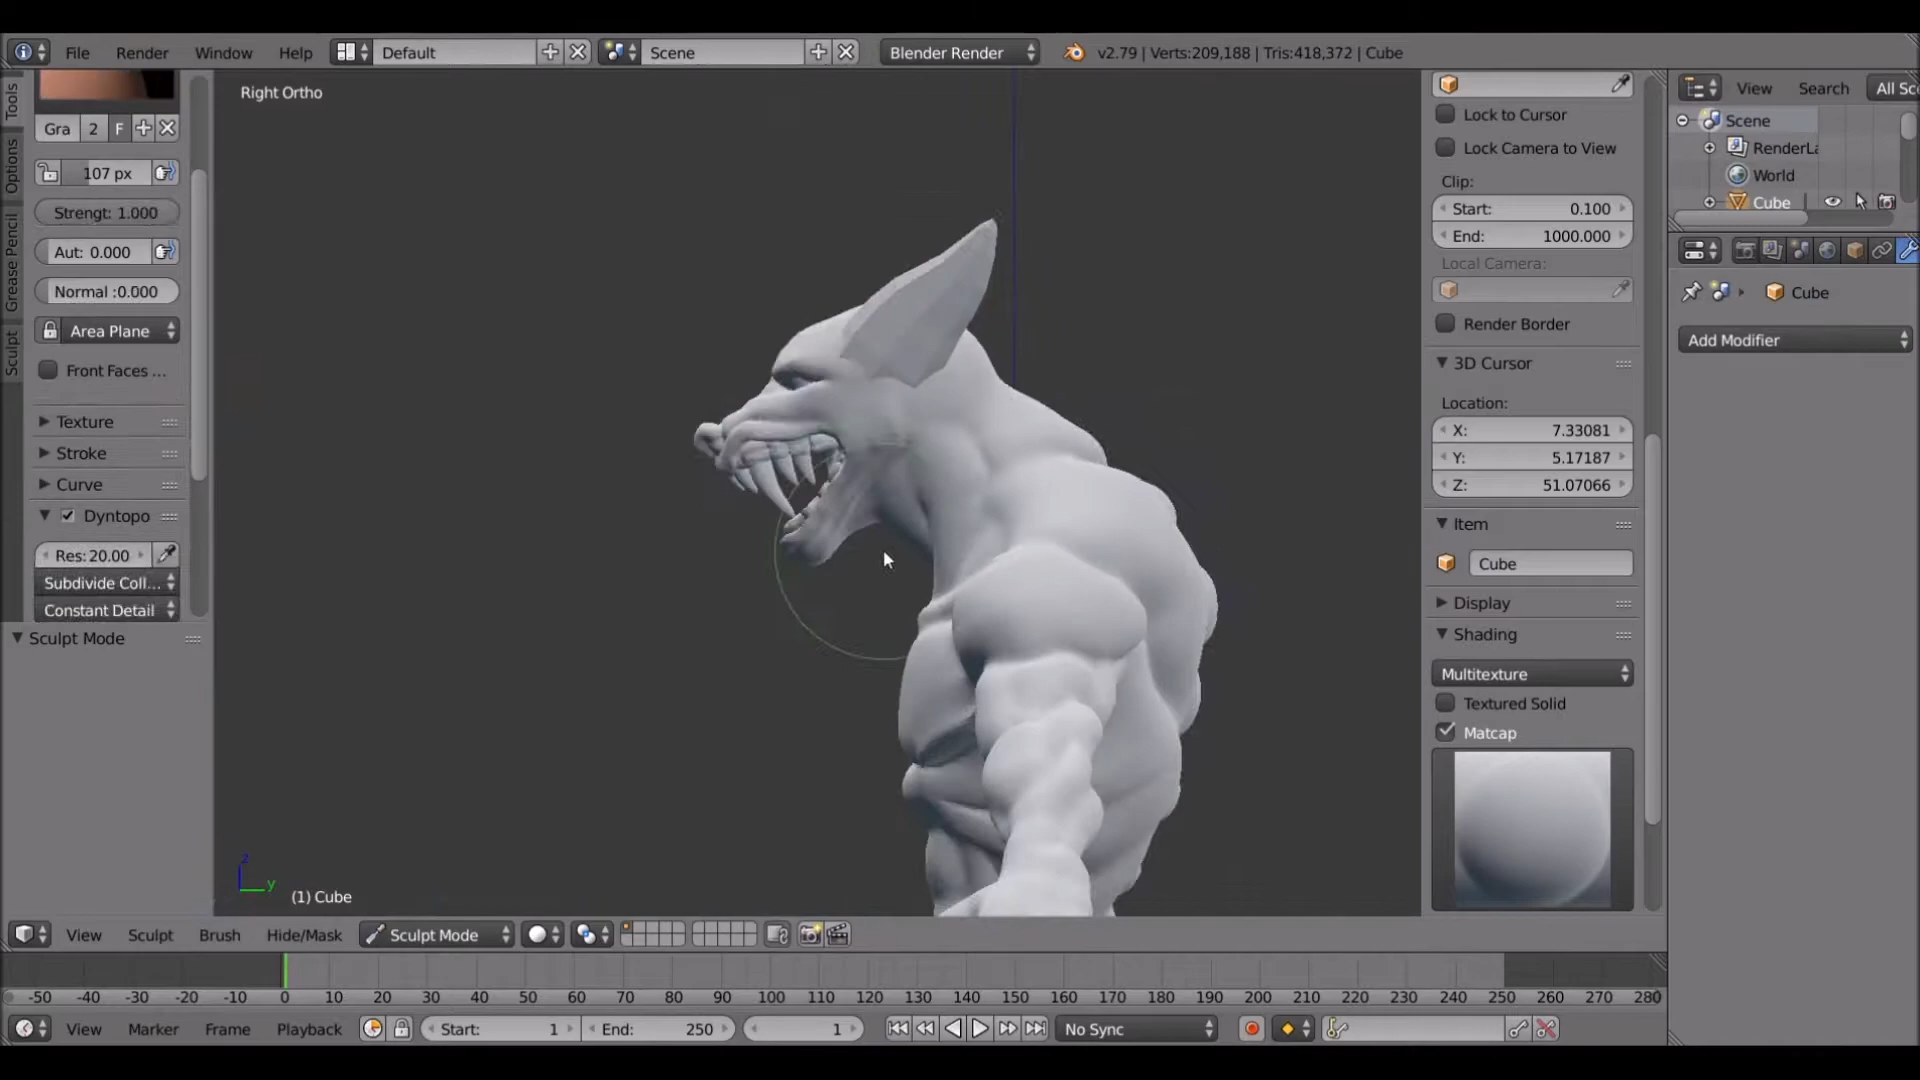 File Render Window Help Default Scene Blender Render v2.79 | Verts:209,188 | Tris:418,372 | Cube
Tools
Options
Grease Pencil
Sculpt
Gra 2 F
107 px
Strengt: 1.000
Aut: 0.000
Normal :0.000
Area Plane
Front Faces ...
Texture
Stroke
Curve
Dyntopo
Res: 20.00
Subdivide Coll...
Constant Detail
Sculpt Mode
Right Ortho
z
y
(1) Cube
Lock to Cursor
Lock Camera to View
Clip:
Start: 0.100
End: 1000.000
Local Camera:
Render Border
3D Cursor
Location:
X: 7.33081
Y: 5.17187
Z: 51.07066
Item
Cube
Display
Shading
Multitexture
Textured Solid
Matcap
View Search All Sc
Scene
RenderLa
World
Cube
Cube
Add Modifier
View Sculpt Brush Hide/Mask Sculpt Mode
-50 -40 -30 -20 -10 0 10 20 30 40 50 60 70 80 90 100 110 120 130 140 150 160 170 180 190 200 210 220 230 240 250 260 270 280
View Marker Frame Playback Start: 1 End: 250 1 No Sync